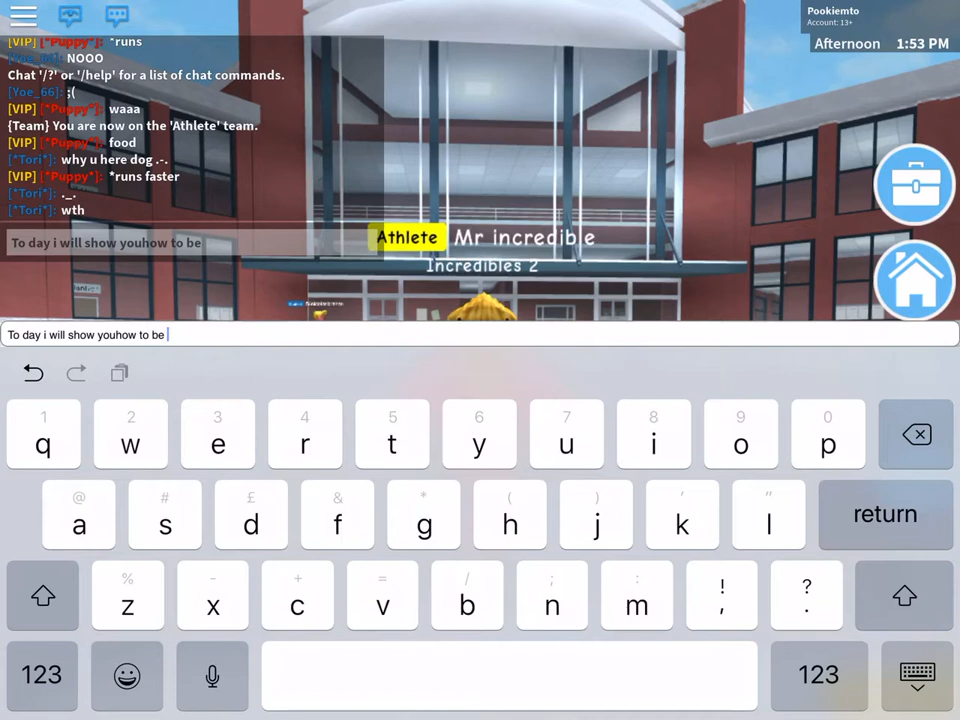 Pookiemto
Account: 13+
Afternoon 1:53 PM
[VIP] [*Puppy*]: *runs
[Yoe_66]: NOOO
Chat '/?' or '/help' for a list of chat commands.
[Yoe_66]: ;(
[VIP] [*Puppy*]: waaa
{Team} You are now on the 'Athlete' team.
[VIP] [*Puppy*]: food
[*Tori*]: why u here dog .-.
[VIP] [*Puppy*]: *runs faster
[*Tori*]: ._.
[*Tori*]: wth
To day i will show youhow to be
Athlete Mr incredible
Incredibles 2
To day i will show youhow to be
1 2 3 4 5 6 7 8 9 0
q w e r t y u i o p
@ # £ & * ( ) ' "
a s d f g h j k l return
% - + = / ; : ! ?
z x c v b n m , .
123 123